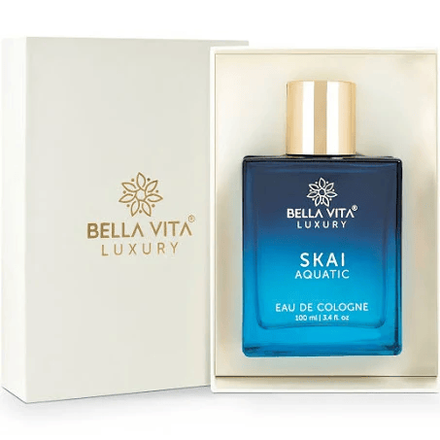 BELLA VITA®
LUXURY
BELLA VITA®
LUXURY
SKAI
AQUATIC
EAU DE COLOGNE
100 ml | 3.4 fl. oz